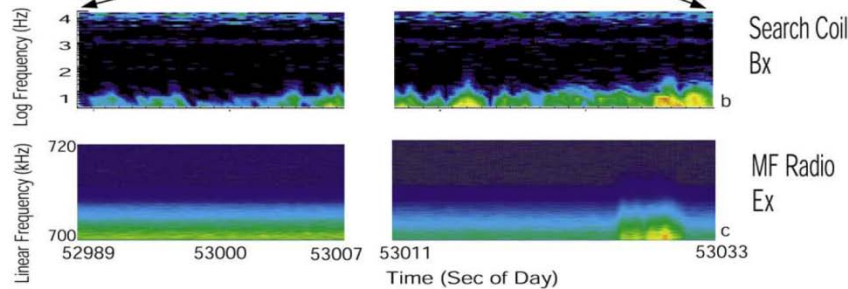 Log Frequency (Hz)
4
3
2
1
b
Search Coil
Bx
Linear Frequency (kHz)
720
700
c
MF Radio
Ex
52989 53000 53007 53011 53033
Time (Sec of Day)